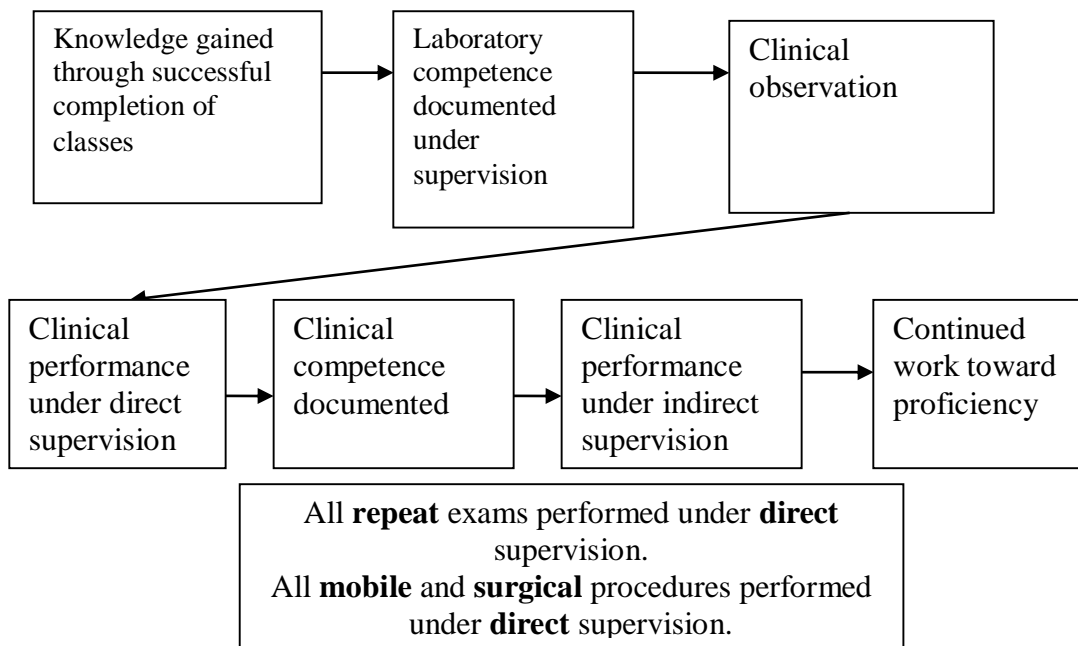 Knowledge gained
through successful
completion of
classes
Laboratory
competence
documented
under
supervision
Clinical
observation
Clinical
performance
under direct
supervision
Clinical
competence
documented
Clinical
performance
under indirect
supervision
Continued
work toward
proficiency
All repeat exams performed under direct
supervision.
All mobile and surgical procedures performed
under direct supervision.